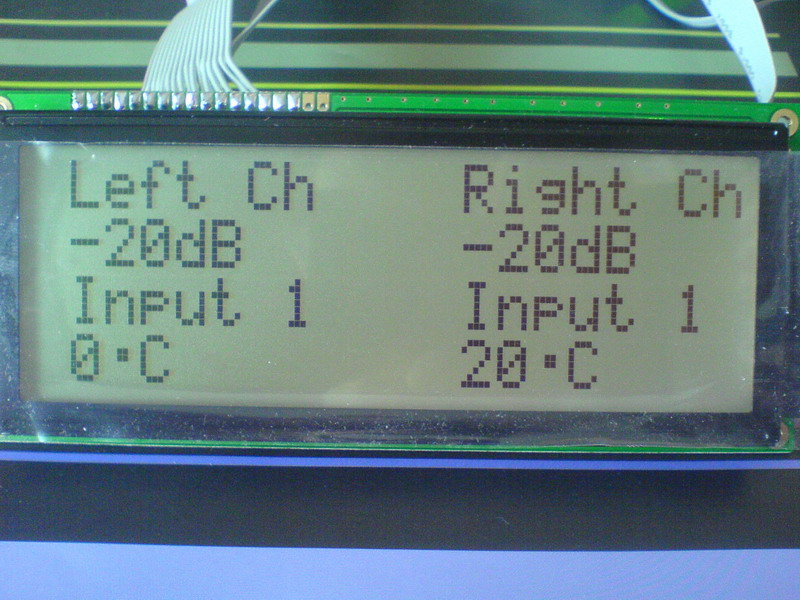 Left Ch Right Ch
-20dB -20dB
Input 1 Input 1
0·C 20·C